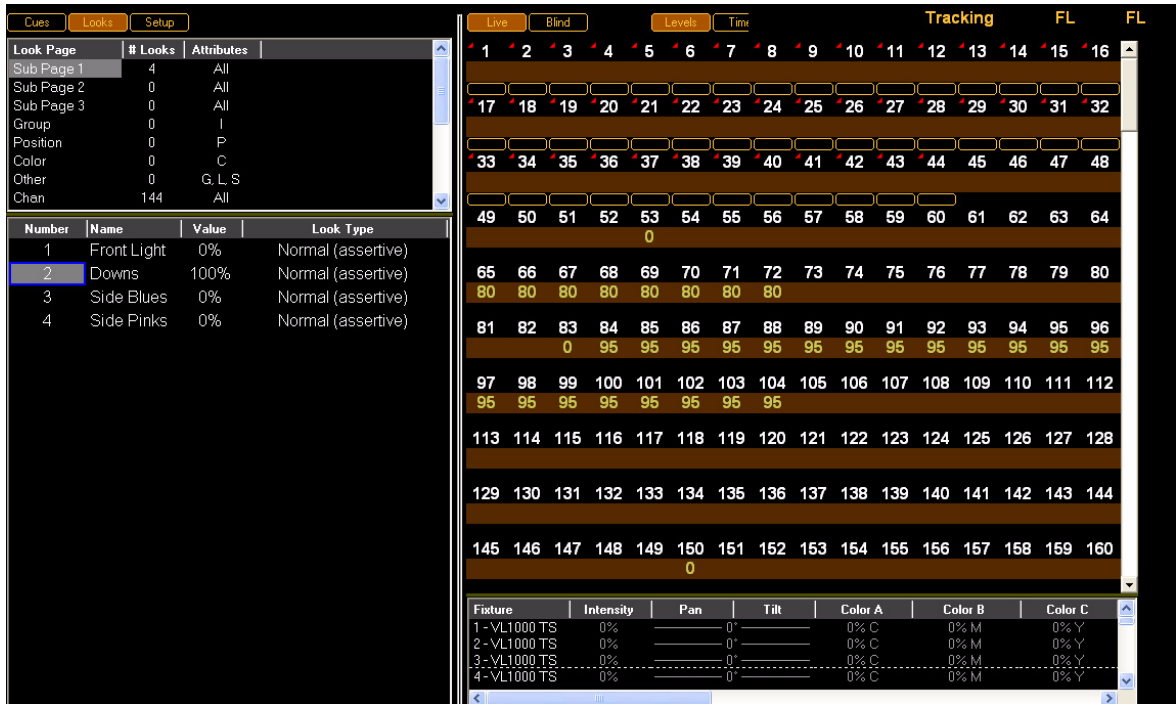 Cues Looks Setup
Look Page # Looks Attributes
Sub Page 1 4 All
Sub Page 2 0 All
Sub Page 3 0 All
Group 0 I
Position 0 P
Color 0 C
Other 0 G, L, S
Chan 144 All
Number Name Value Look Type
1 Front Light 0% Normal (assertive)
2 Downs 100% Normal (assertive)
3 Side Blues 0% Normal (assertive)
4 Side Pinks 0% Normal (assertive)
Live Blind Levels Time Tracking FL FL
1 2 3 4 5 6 7 8 9 10 11 12 13 14 15 16
17 18 19 20 21 22 23 24 25 26 27 28 29 30 31 32
33 34 35 36 37 38 39 40 41 42 43 44 45 46 47 48
49 50 51 52 53 54 55 56 57 58 59 60 61 62 63 64
0
65 66 67 68 69 70 71 72 73 74 75 76 77 78 79 80
80 80 80 80 80 80 80 80
81 82 83 84 85 86 87 88 89 90 91 92 93 94 95 96
0 95 95 95 95 95 95 95 95 95 95 95 95 95
97 98 99 100 101 102 103 104 105 106 107 108 109 110 111 112
95 95 95 95 95 95 95 95
113 114 115 116 117 118 119 120 121 122 123 124 125 126 127 128
129 130 131 132 133 134 135 136 137 138 139 140 141 142 143 144
145 146 147 148 149 150 151 152 153 154 155 156 157 158 159 160
0
Fixture Intensity Pan Tilt Color A Color B Color C
1 - VL1000 TS 0% 0° 0% C 0% M 0% Y
2 - VL1000 TS 0% 0° 0% C 0% M 0% Y
3 - VL1000 TS 0% 0° 0% C 0% M 0% Y
4 - VL1000 TS 0% 0° 0% C 0% M 0% Y